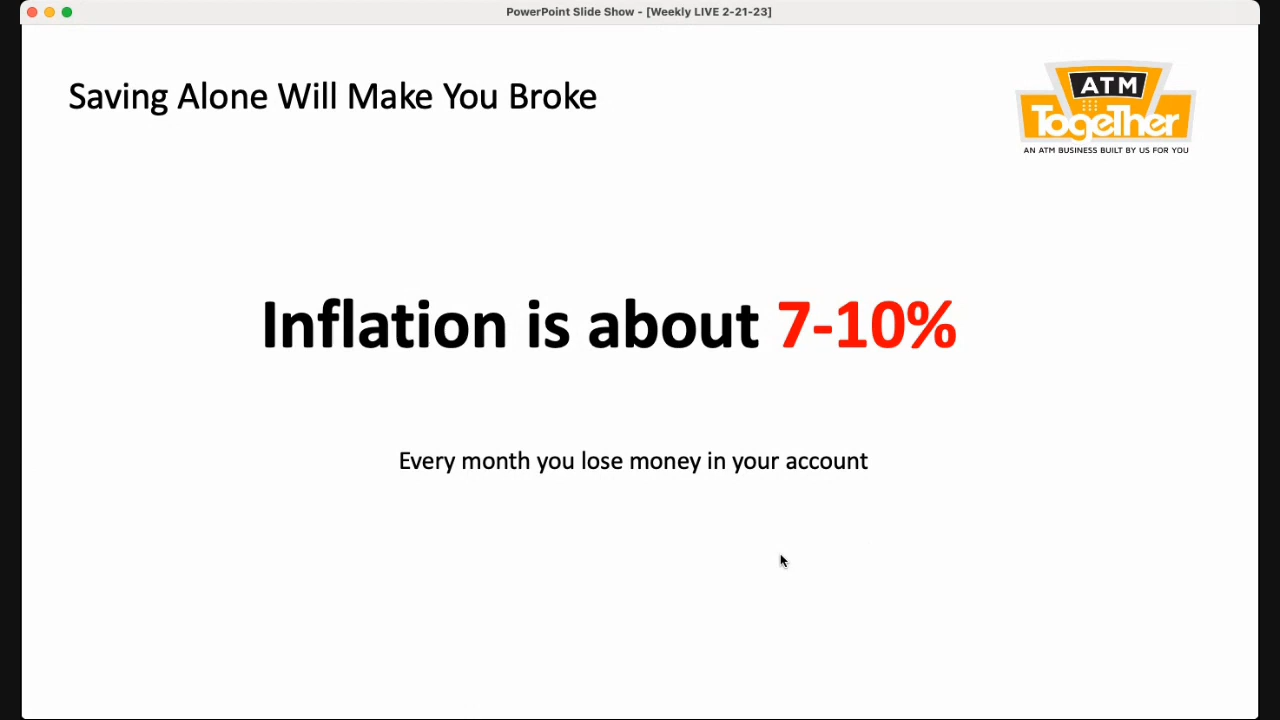 PowerPoint Slide Show - [Weekly LIVE 2-21-23]
Saving Alone Will Make You Broke
ATM
Together
AN ATM BUSINESS BUILT BY US FOR YOU
Inflation is about 7-10%
Every month you lose money in your account